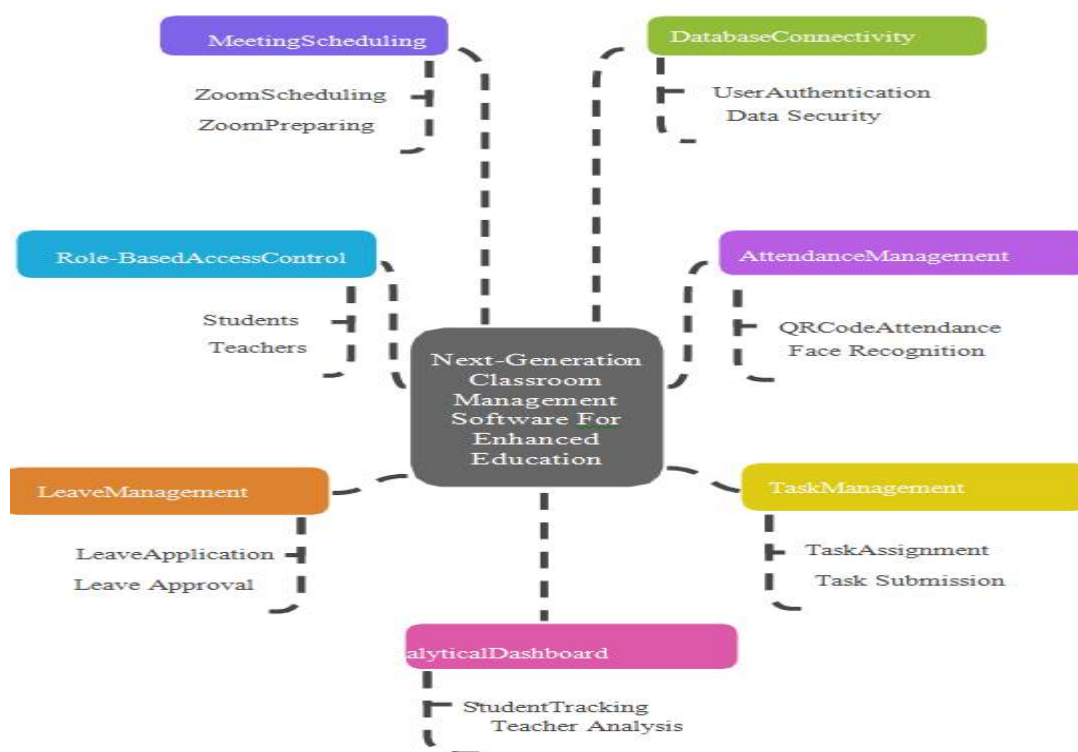 MeetingScheduling
ZoomScheduling
ZoomPreparing
DatabaseConnectivity
UserAuthentication
Data Security
Role-BasedAccessControl
Students
Teachers
AttendanceManagement
QRCodeAttendance
Face Recognition
Next-Generation
Classroom
Management
Software For
Enhanced
Education
LeaveManagement
LeaveApplication
Leave Approval
TaskManagement
TaskAssignment
Task Submission
alyticalDashboard
StudentTracking
Teacher Analysis